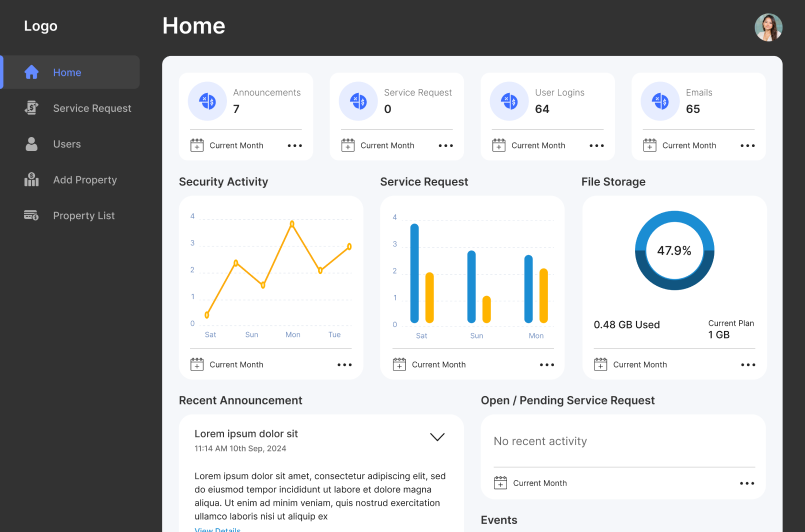 Logo
Home
Home
Service Request
Users
Add Property
Property List
Announcements
7
Current Month
Service Request
0
Current Month
User Logins
64
Current Month
Emails
65
Current Month
Security Activity
4
3
2
1
0
Sat Sun Mon Tue
Current Month
Service Request
4
3
2
1
0
Sat Sun Mon
Current Month
File Storage
47.9%
0.48 GB Used
Current Plan
1 GB
Current Month
Recent Announcement
Lorem ipsum dolor sit
11:14 AM 10th Sep, 2024
Lorem ipsum dolor sit amet, consectetur adipiscing elit, sed
do eiusmod tempor incididunt ut labore et dolore magna
aliqua. Ut enim ad minim veniam, quis nostrud exercitation
ullamco laboris nisi ut aliquip ex
View Details
Open / Pending Service Request
No recent activity
Current Month
Events